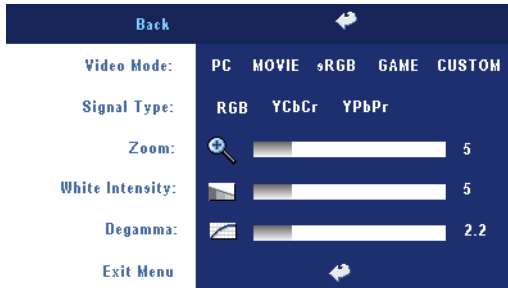 Back
Video Mode: PC MOVIE sRGB GAME CUSTOM
Signal Type: RGB YCbCr YPbPr
Zoom: 5
White Intensity: 5
Degamma: 2.2
Exit Menu